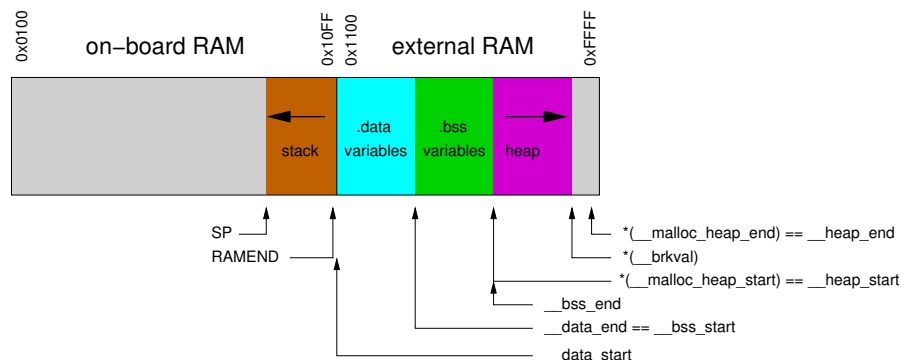 0x0100
on−board RAM
0x10FF
0x1100
external RAM
0xFFFF
stack
.data
variables
.bss
variables
heap
SP
RAMEND
*(__malloc_heap_end) == __heap_end
*(__brkval)
*(__malloc_heap_start) == __heap_start
__bss_end
__data_end == __bss_start
__data_start